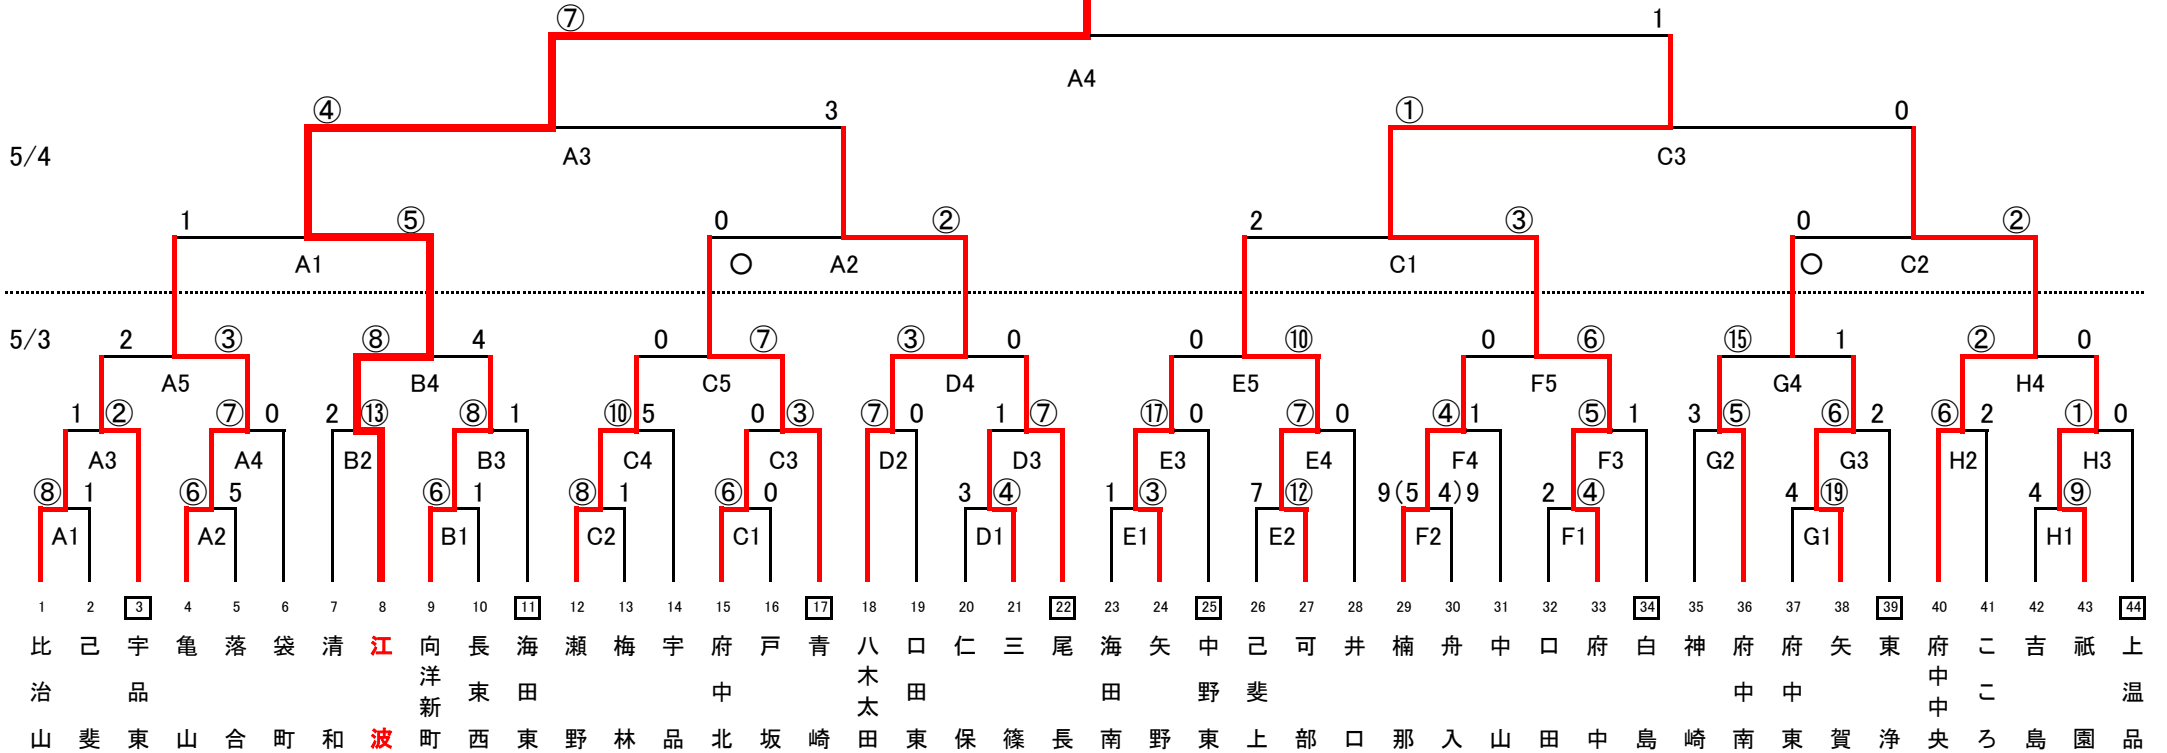 ⑦ 1
A4
④ 3 ① 0
5/4 A3 C3
1 ⑤ 0 ② 2 ③ 0 ②
A1 ○ A2 C1 ○ C2
5/3 2 ③ ⑧ 4 0 ⑦ ③ 0 0 ⑩ 0 ⑥ ⑮ 1 ② 0
A5 B4 C5 D4 E5 F5 G4 H4
1 ② ⑦ 0 2 ⑬ ⑧ 1 ⑩ 5 0 ③ ⑦ 0 1 ⑦ ⑰ 0 ⑦ 0 ④ 1 ⑤ 1 3 ⑤ ⑥ 2 ⑥ 2 ① 0
A3 A4 B2 B3 C4 C3 D2 D3 E3 E4 F4 F3 G2 G3 H2 H3
⑧ 1 ⑥ 5 ⑥ 1 ⑧ 1 ⑥ 0 3 ④ 1 ③ 7 ⑫ 9(5 4)9 2 ④ 4 ⑲ 4 ⑨
A1 A2 B1 C2 C1 D1 E1 E2 F2 F1 G1 H1
1 2 3 4 5 6 7 8 9 10 11 12 13 14 15 16 17 18 19 20 21 22 23 24 25 26 27 28 29 30 31 32 33 34 35 36 37 38 39 40 41 42 43 44
比治山
己斐
宇品東
亀山
落合
袋町
清和
江波
向洋新町
長束西
海田東
瀬野
梅林
宇品
府中北
戸坂
青崎
八木太田
口田東
仁保
三篠
尾長
海田南
矢野
中野東
己斐上
可部
井口
楠那
舟入
中山
口田
府中
白島
神崎
府中南
府中東
矢賀
東浄
府中中央
こころ
吉島
祇園
上温品